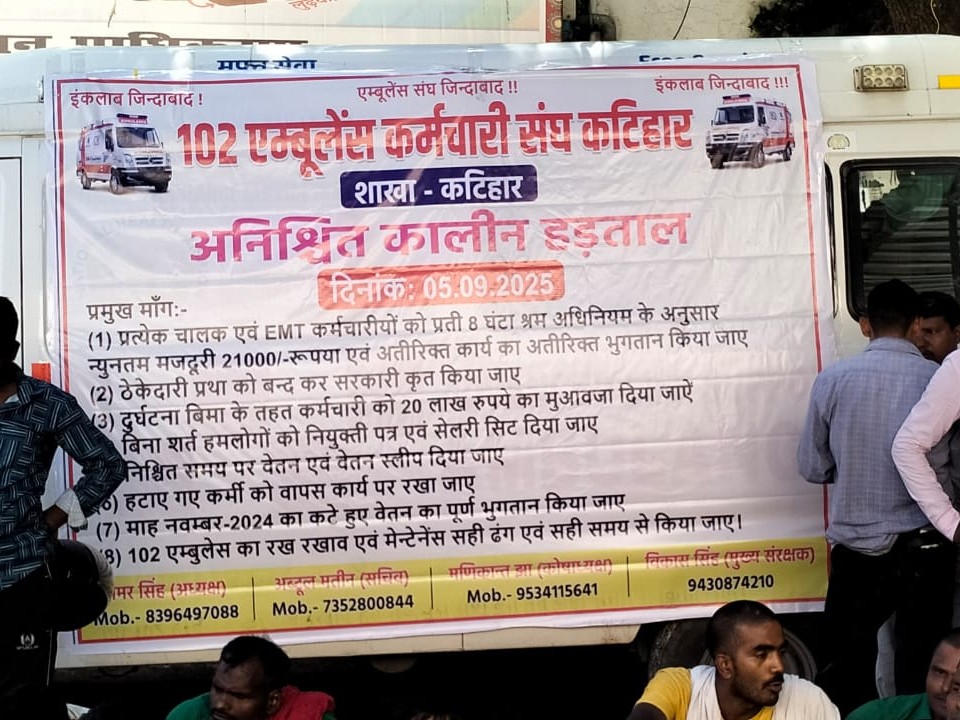 मुफ्त सेवा
इंकलाब जिन्दाबाद !
एम्बूलेंस संघ जिन्दाबाद !!
इंकलाब जिन्दाबाद !!!
102 एम्बूलेंस कर्मचारी संघ कटिहार
शाखा - कटिहार
अनिश्चित कालीन हड़ताल
दिनांक: 05.09.2025
प्रमुख माँग:-
(1) प्रत्येक चालक एवं EMT कर्मचारीयों को प्रती 8 घंटा श्रम अधिनियम के अनुसार
न्युनतम मजदूरी 21000/-रूपया एवं अतीरिक्त कार्य का अतीरिक्त भुगतान किया जाए
(2) ठेकेदारी प्रथा को बन्द कर सरकारी कृत किया जाए
(3) दुर्घटना बिमा के तहत कर्मचारी को 20 लाख रुपये का मुआवजा दिया जाऐं
बिना शर्त हमलोगों को नियुक्ती पत्र एवं सेलरी सिट दिया जाए
निश्चित समय पर वेतन एवं वेतन स्लीप दिया जाए
6) हटाए गए कर्मी को वापस कार्य पर रखा जाए
(7) माह नवम्बर-2024 का कटे हुए वेतन का पूर्ण भुगतान किया जाए
(8) 102 एम्बुलेस का रख रखाव एवं मेन्टेनेंस सही ढंग एवं सही समय से किया जाए।
मर सिंह (अध्यक्ष)
Mob.- 8396497088
अब्दूल मतीन (सचिव)
Mob.- 7352800844
मणिकान्त झा (कोषाध्यक्ष)
Mob.- 9534115641
विकास सिंह (मुख्य संरक्षक)
9430874210